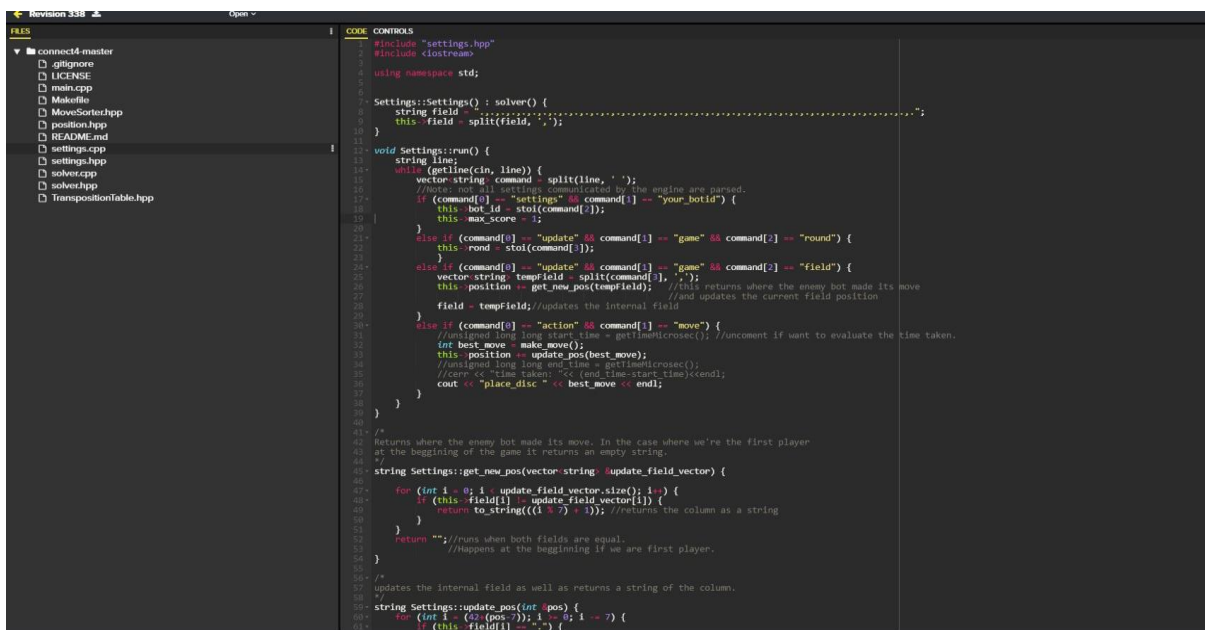 Revision 338
Open
FILES
CODE CONTROLS
connect4-master
.gitignore
LICENSE
main.cpp
Makefile
MoveSorter.hpp
position.hpp
README.md
settings.cpp
settings.hpp
solver.cpp
solver.hpp
TranspositionTable.hpp
1 #include "settings.hpp"
2 #include <iostream>
3
4 using namespace std;
5
6
7 Settings::Settings() : solver() {
8 string field = ".,.,.,.,.,.,.,.,.,.,.,.,.,.,.,.,.,.,.,.,.,.,.,.,.,.,.,.,.,.,.,.,.,.,.,.,.,.,.,.,.,.";
9 this->field = split(field, ',');
10 }
11
12 void Settings::run() {
13 string line;
14 while (getline(cin, line)) {
15 vector<string> command = split(line, ' ');
16 //Note: not all settings communicated by the engine are parsed.
17 if (command[0] == "settings" && command[1] == "your_botid") {
18 this->bot_id = stoi(command[2]);
19 this->max_score = 1;
20 }
21 else if (command[0] == "update" && command[1] == "game" && command[2] == "round") {
22 this->rond = stoi(command[3]);
23 }
24 else if (command[0] == "update" && command[1] == "game" && command[2] == "field") {
25 vector<string> tempField = split(command[3], ',');
26 this->position += get_new_pos(tempField); //this returns where the enemy bot made its move
27 //and updates the current field position
28 field = tempField;//updates the internal field
29 }
30 else if (command[0] == "action" && command[1] == "move") {
31 //unsigned long long start_time = getTimeMicrosec(); //uncoment if want to evaluate the time taken.
32 int best_move = make_move();
33 this->position += update_pos(best_move);
34 //unsigned long long end_time = getTimeMicrosec();
35 //cerr << "time taken: "<< (end_time-start_time)<<endl;
36 cout << "place_disc " << best_move << endl;
37 }
38 }
39 }
40
41 /*
42 Returns where the enemy bot made its move. In the case where we're the first player
43 at the beggining of the game it returns an empty string.
44 */
45 string Settings::get_new_pos(vector<string> &update_field_vector) {
46
47 for (int i = 0; i < update_field_vector.size(); i++) {
48 if (this->field[i] != update_field_vector[i]) {
49 return to_string(((i % 7) + 1)); //returns the column as a string
50 }
51 }
52 return "";//runs when both fields are equal.
53 //Happens at the begginning if we are first player.
54 }
55
56 /*
57 updates the internal field as well as returns a string of the column.
58 */
59 string Settings::update_pos(int &pos) {
60 for (int i = (42+(pos-7)); i >= 0; i -= 7) {
61 if (this->field[i] == ".") {